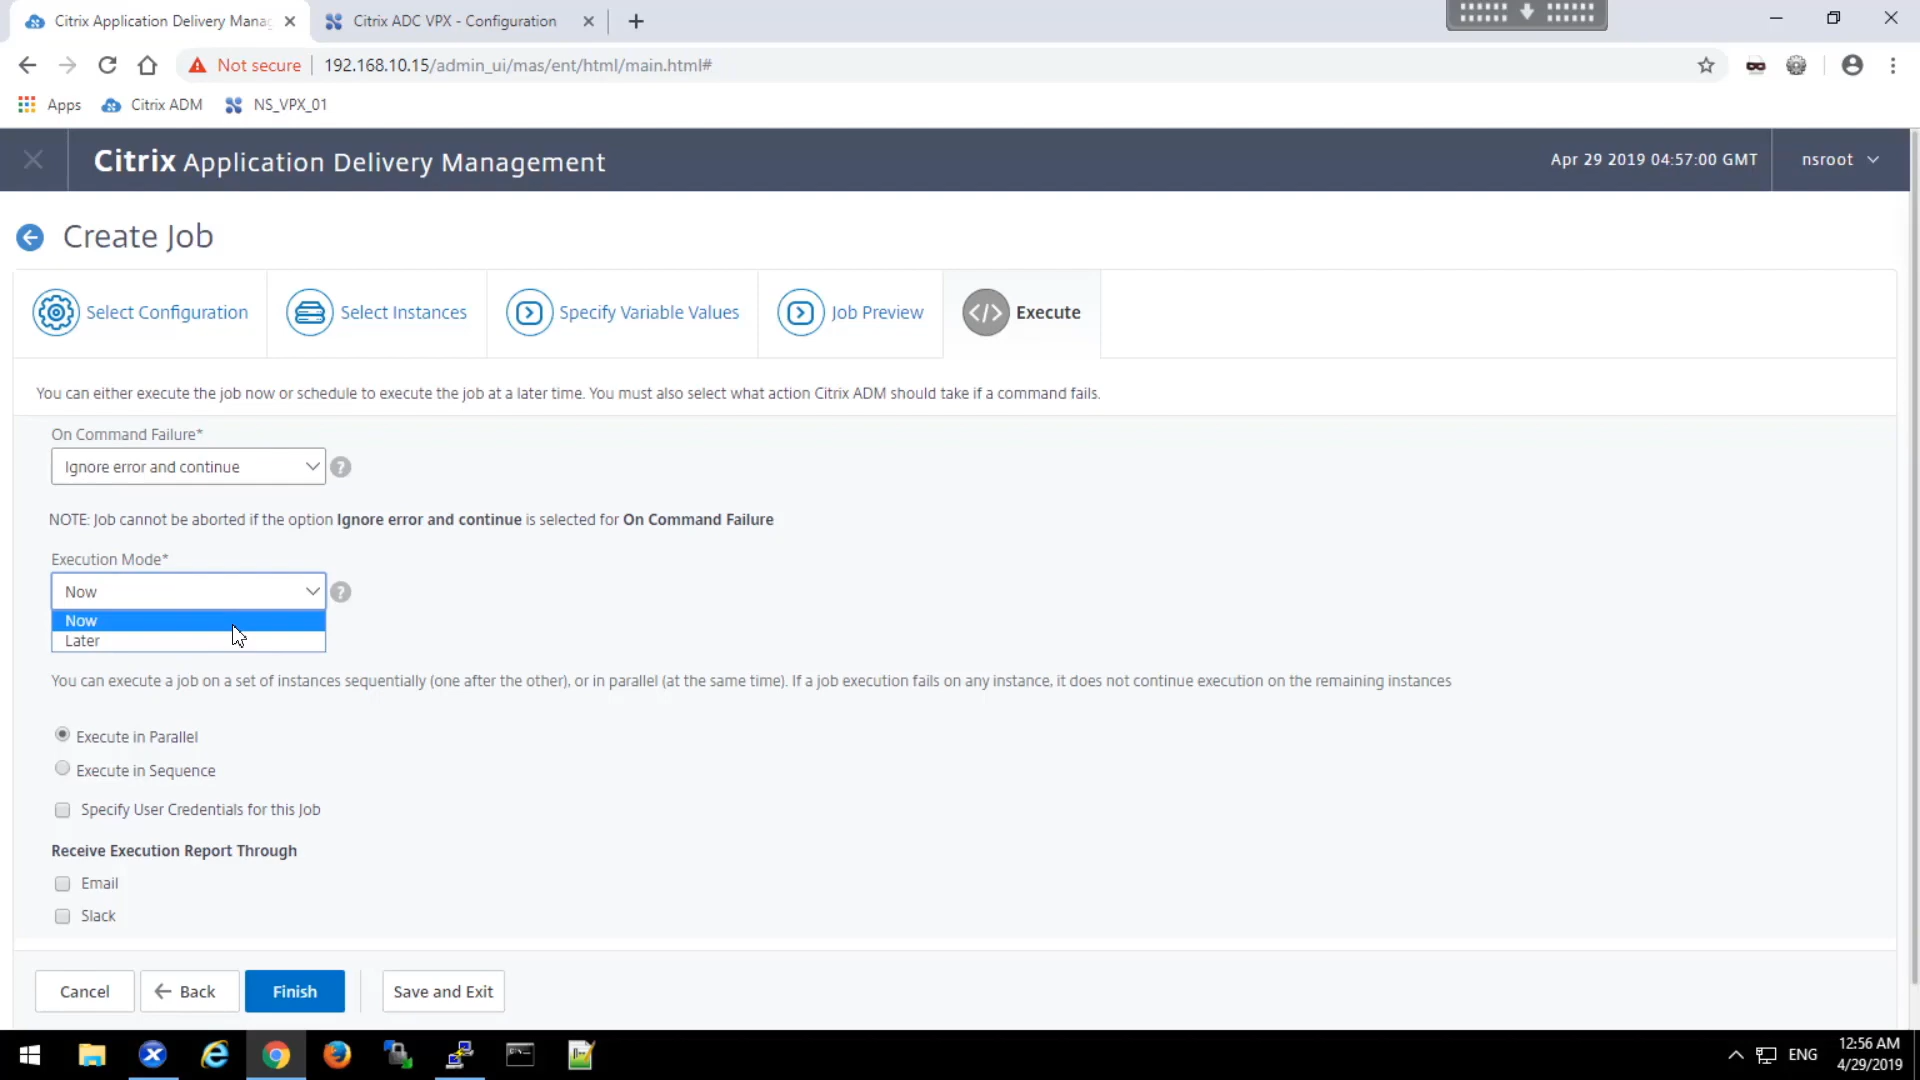 Citrix Application Delivery Manag
Citrix ADC VPX - Configuration
Not secure
192.168.10.15/admin_ui/mas/ent/html/main.html#
Apps
Citrix ADM
NS_VPX_01
Citrix Application Delivery Management
Apr 29 2019 04:57:00 GMT
nsroot
Create Job
Select Configuration
Select Instances
Specify Variable Values
Job Preview
Execute
You can either execute the job now or schedule to execute the job at a later time. You must also select what action Citrix ADM should take if a command fails.
On Command Failure*
Ignore error and continue
?
NOTE: Job cannot be aborted if the option Ignore error and continue is selected for On Command Failure
Execution Mode*
Now
?
Now
Later
You can execute a job on a set of instances sequentially (one after the other), or in parallel (at the same time). If a job execution fails on any instance, it does not continue execution on the remaining instances
Execute in Parallel
Execute in Sequence
Specify User Credentials for this Job
Receive Execution Report Through
Email
Slack
Cancel
Back
Finish
Save and Exit
ENG
12:56 AM
4/29/2019